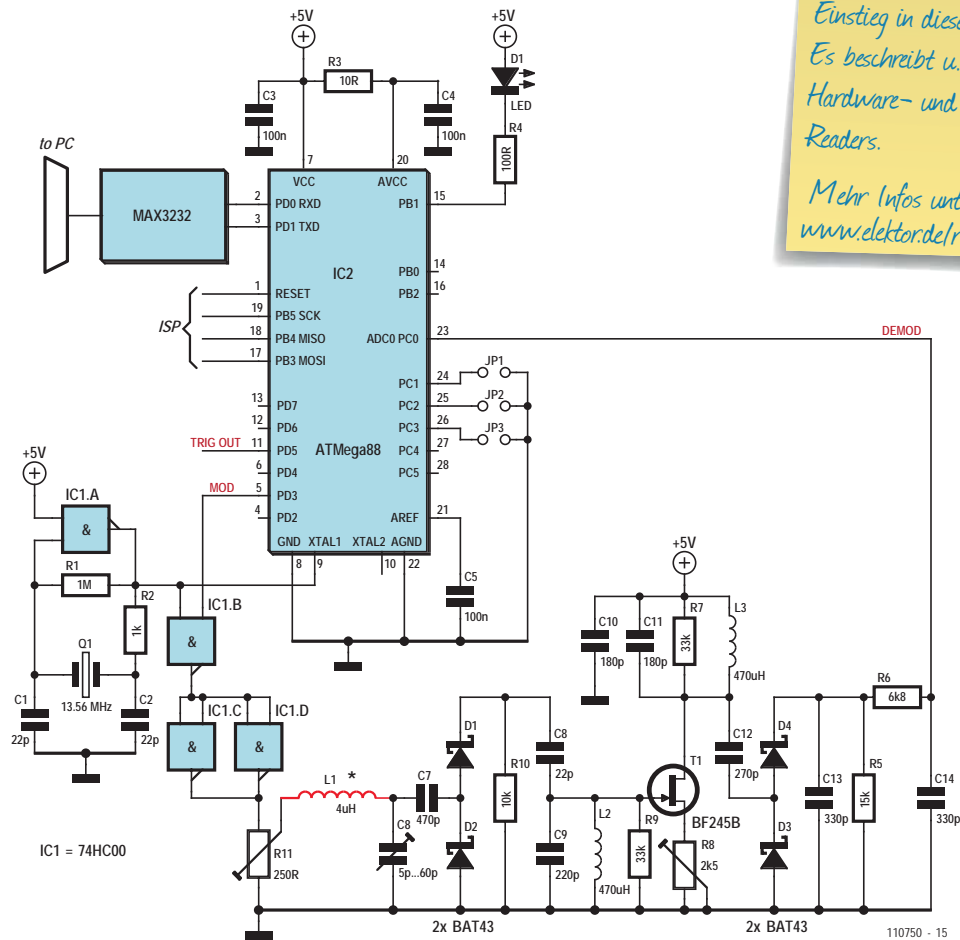 Einstieg in diese
Es beschreibt u.
Hardware- und
Readers.
Mehr Infos unt
www.elektor.de/r
+5V
+5V
R3
10R
D1
LED
C3
100n
C4
100n
R4
100R
to PC
MAX3232
7
VCC
20
AVCC
2
PD0 RXD
3
PD1 TXD
PB1
15
IC2
PB0
14
PB2
16
ISP
1
RESET
19
PB5 SCK
18
PB4 MISO
17
PB3 MOSI
ADC0 PC0
23
DEMOD
PC1
24
JP1
PC2
25
JP2
PC3
26
JP3
PC4
27
PC5
28
13
PD7
12
PD6
TRIG OUT
11
PD5
ATMega88
6
PD4
MOD
5
PD3
4
PD2
AREF
21
GND
XTAL1
XTAL2
AGND
8
9
10
22
C5
100n
+5V
IC1.A
&
R1
1M
R2
1k
Q1
13.56 MHz
C1
22p
C2
22p
IC1.B
&
IC1.C
&
IC1.D
&
IC1 = 74HC00
R11
250R
L1
*
4uH
C8
5p...60p
C7
470p
D1
D2
R10
10k
C8
22p
C9
220p
L2
470uH
R9
33k
+5V
C10
180p
C11
180p
R7
33k
L3
470uH
T1
BF245B
R8
2k5
C12
270p
D4
D3
C13
330p
R5
15k
R6
6k8
C14
330p
2x BAT43
2x BAT43
110750 - 15